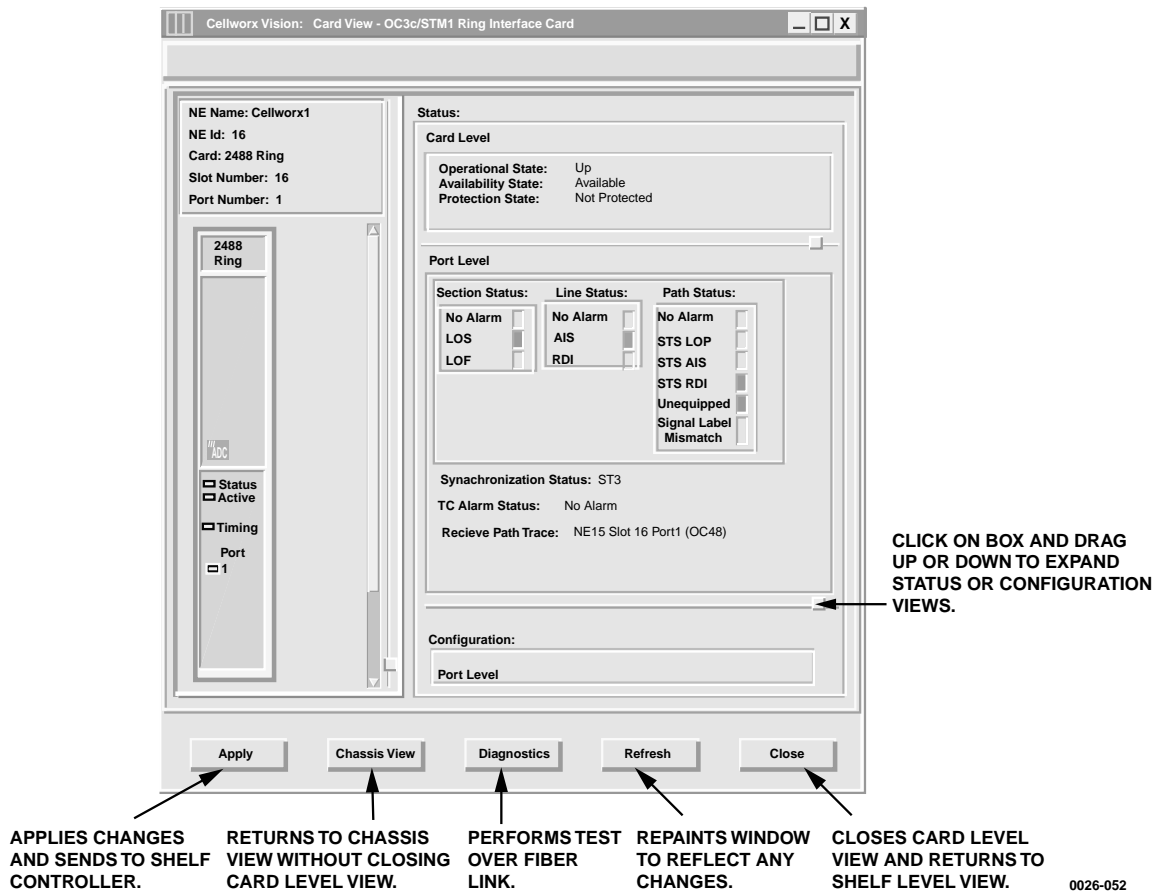 Cellworx Vision: Card View - OC3c/STM1 Ring Interface Card
X
NE Name: Cellworx1
NE Id: 16
Card: 2488 Ring
Slot Number: 16
Port Number: 1
2488
Ring
ADC
Status
Active
Timing
Port
1
Status:
Card Level
Operational State: Up
Availability State: Available
Protection State: Not Protected
Port Level
Section Status: Line Status: Path Status:
No Alarm
LOS
LOF
No Alarm
AIS
RDI
No Alarm
STS LOP
STS AIS
STS RDI
Unequipped
Signal Label
Mismatch
Synachronization Status: ST3
TC Alarm Status: No Alarm
Recieve Path Trace: NE15 Slot 16 Port1 (OC48)
Configuration:
Port Level
CLICK ON BOX AND DRAG
UP OR DOWN TO EXPAND
STATUS OR CONFIGURATION
VIEWS.
Apply
Chassis View
Diagnostics
Refresh
Close
APPLIES CHANGES
AND SENDS TO SHELF
CONTROLLER.
RETURNS TO CHASSIS
VIEW WITHOUT CLOSING
CARD LEVEL VIEW.
PERFORMS TEST
OVER FIBER
LINK.
REPAINTS WINDOW
TO REFLECT ANY
CHANGES.
CLOSES CARD LEVEL
VIEW AND RETURNS TO
SHELF LEVEL VIEW.
0026-052